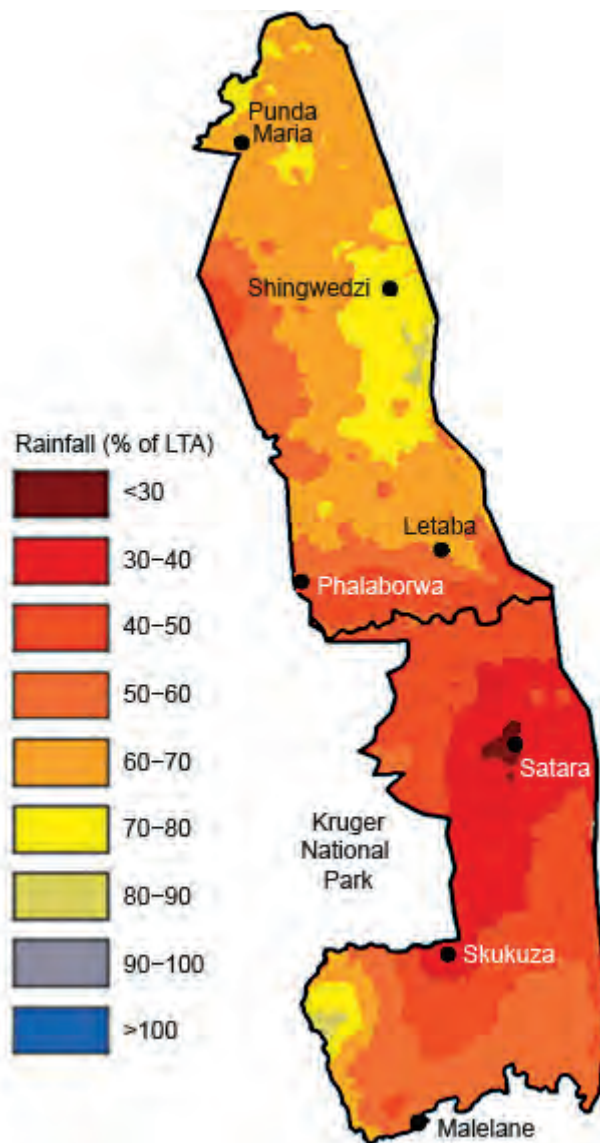 Punda
Maria
Shingwedzi
Rainfall (% of LTA)
<30
30–40
40–50
50–60
60–70
70–80
80–90
90–100
>100
Letaba
Phalaborwa
Satara
Kruger
National
Park
Skukuza
Malelane